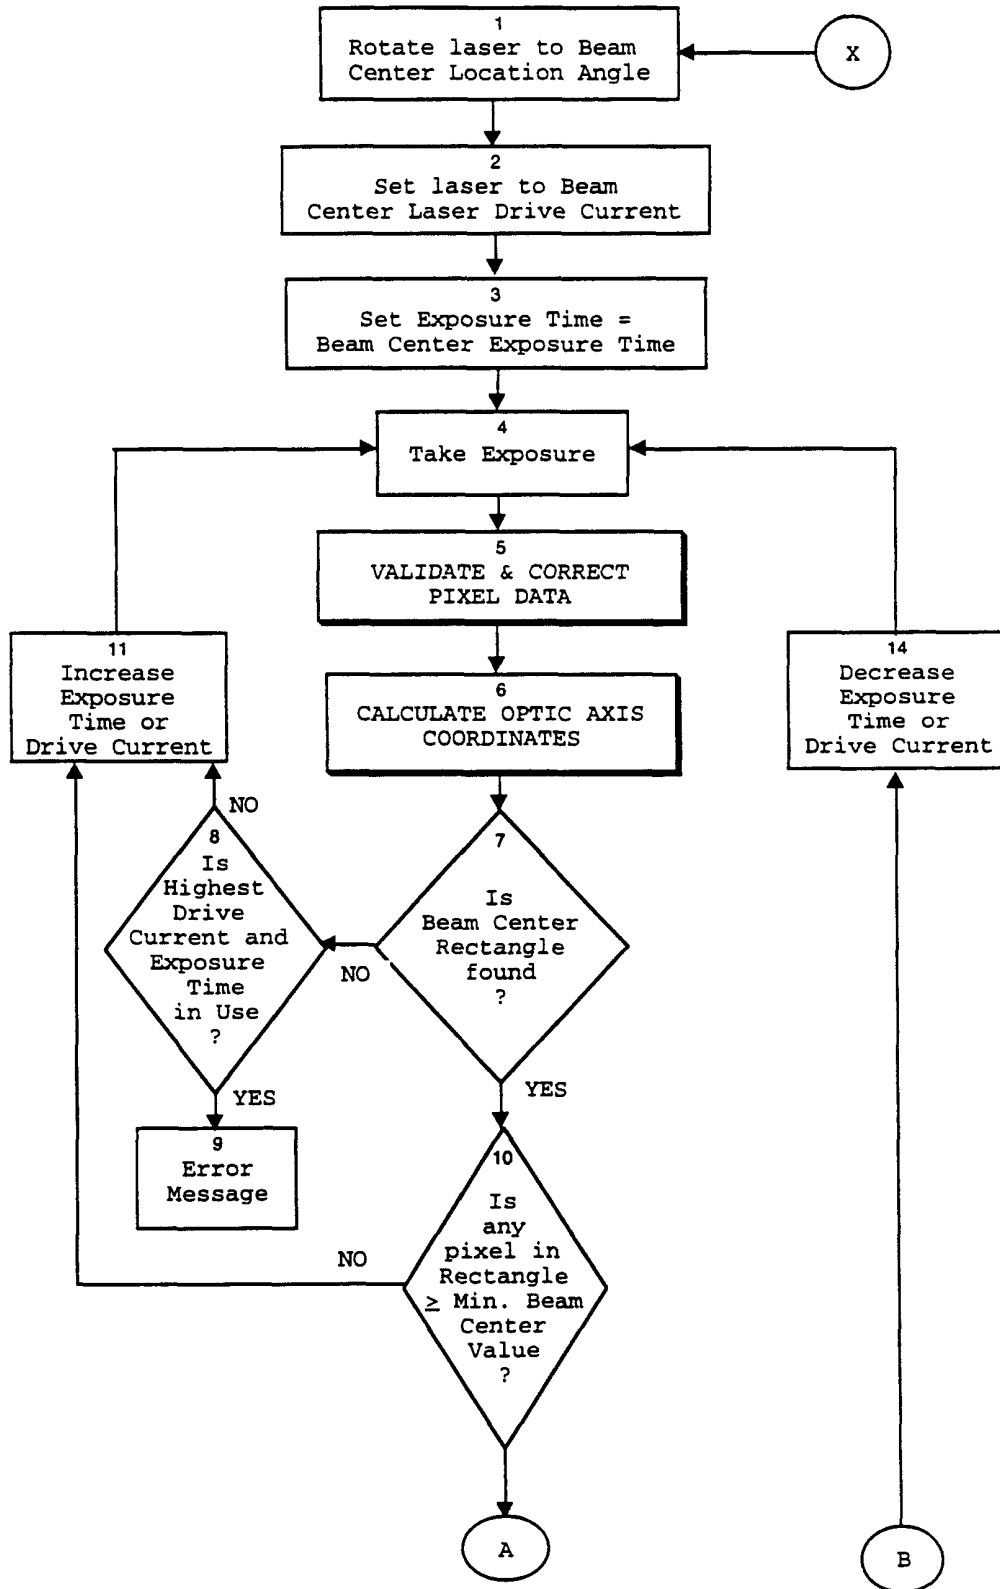 1
Rotate laser to Beam
Center Location Angle
X
2
Set laser to Beam
Center Laser Drive Current
3
Set Exposure Time =
Beam Center Exposure Time
4
Take Exposure
5
VALIDATE & CORRECT
PIXEL DATA
6
CALCULATE OPTIC AXIS
COORDINATES
11
Increase
Exposure
Time or
Drive Current
14
Decrease
Exposure
Time or
Drive Current
NO
8
Is
Highest
Drive
Current and
Exposure
Time
in Use
?
7
Is
Beam Center
Rectangle
found
?
NO
YES
YES
9
Error
Message
10
Is
any
pixel in
Rectangle
≥ Min. Beam
Center
Value
?
NO
A
B